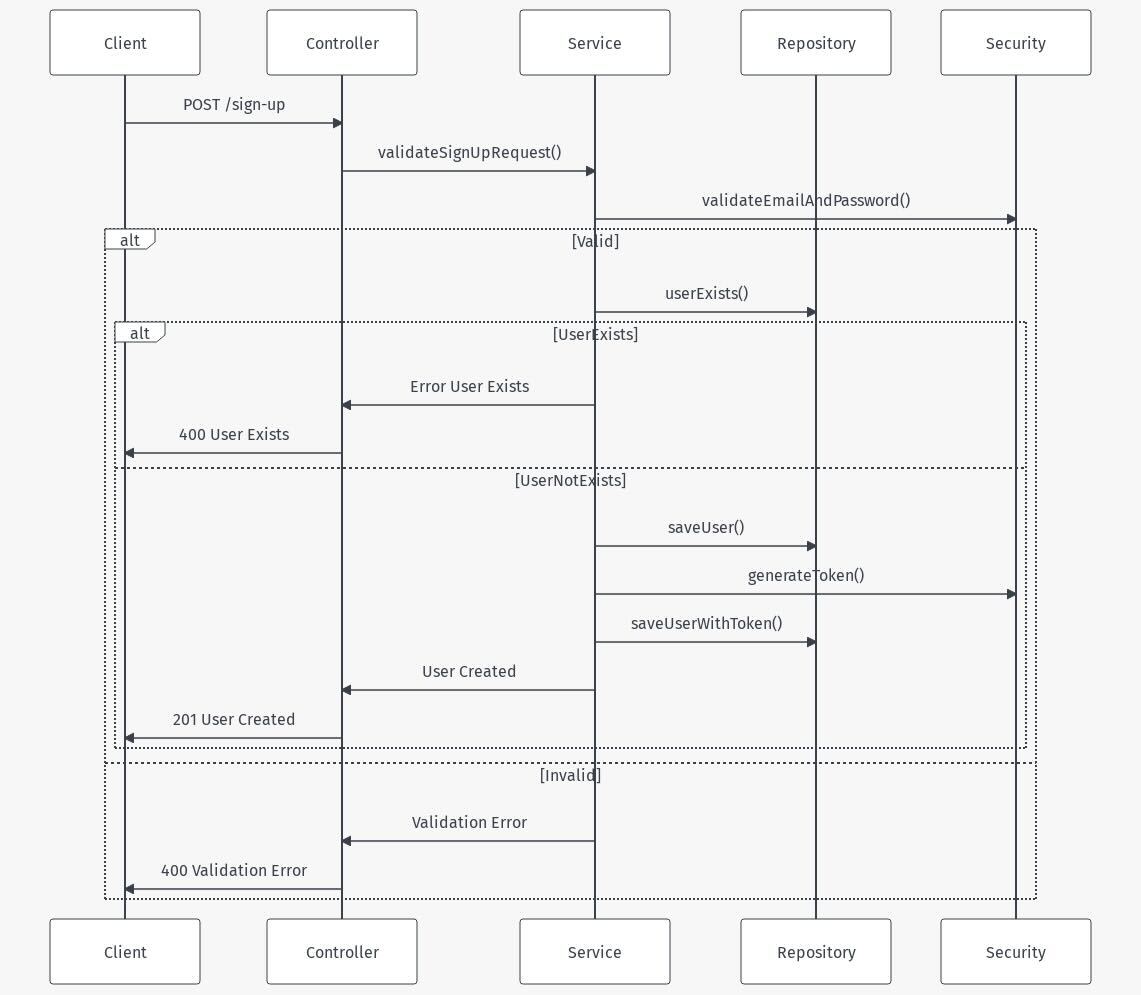 Client
Controller
Service
Repository
Security
POST /sign-up
validateSignUpRequest()
validateEmailAndPassword()
alt
[Valid]
userExists()
alt
[UserExists]
Error User Exists
400 User Exists
[UserNotExists]
saveUser()
generateToken()
saveUserWithToken()
User Created
201 User Created
[Invalid]
Validation Error
400 Validation Error
Client
Controller
Service
Repository
Security